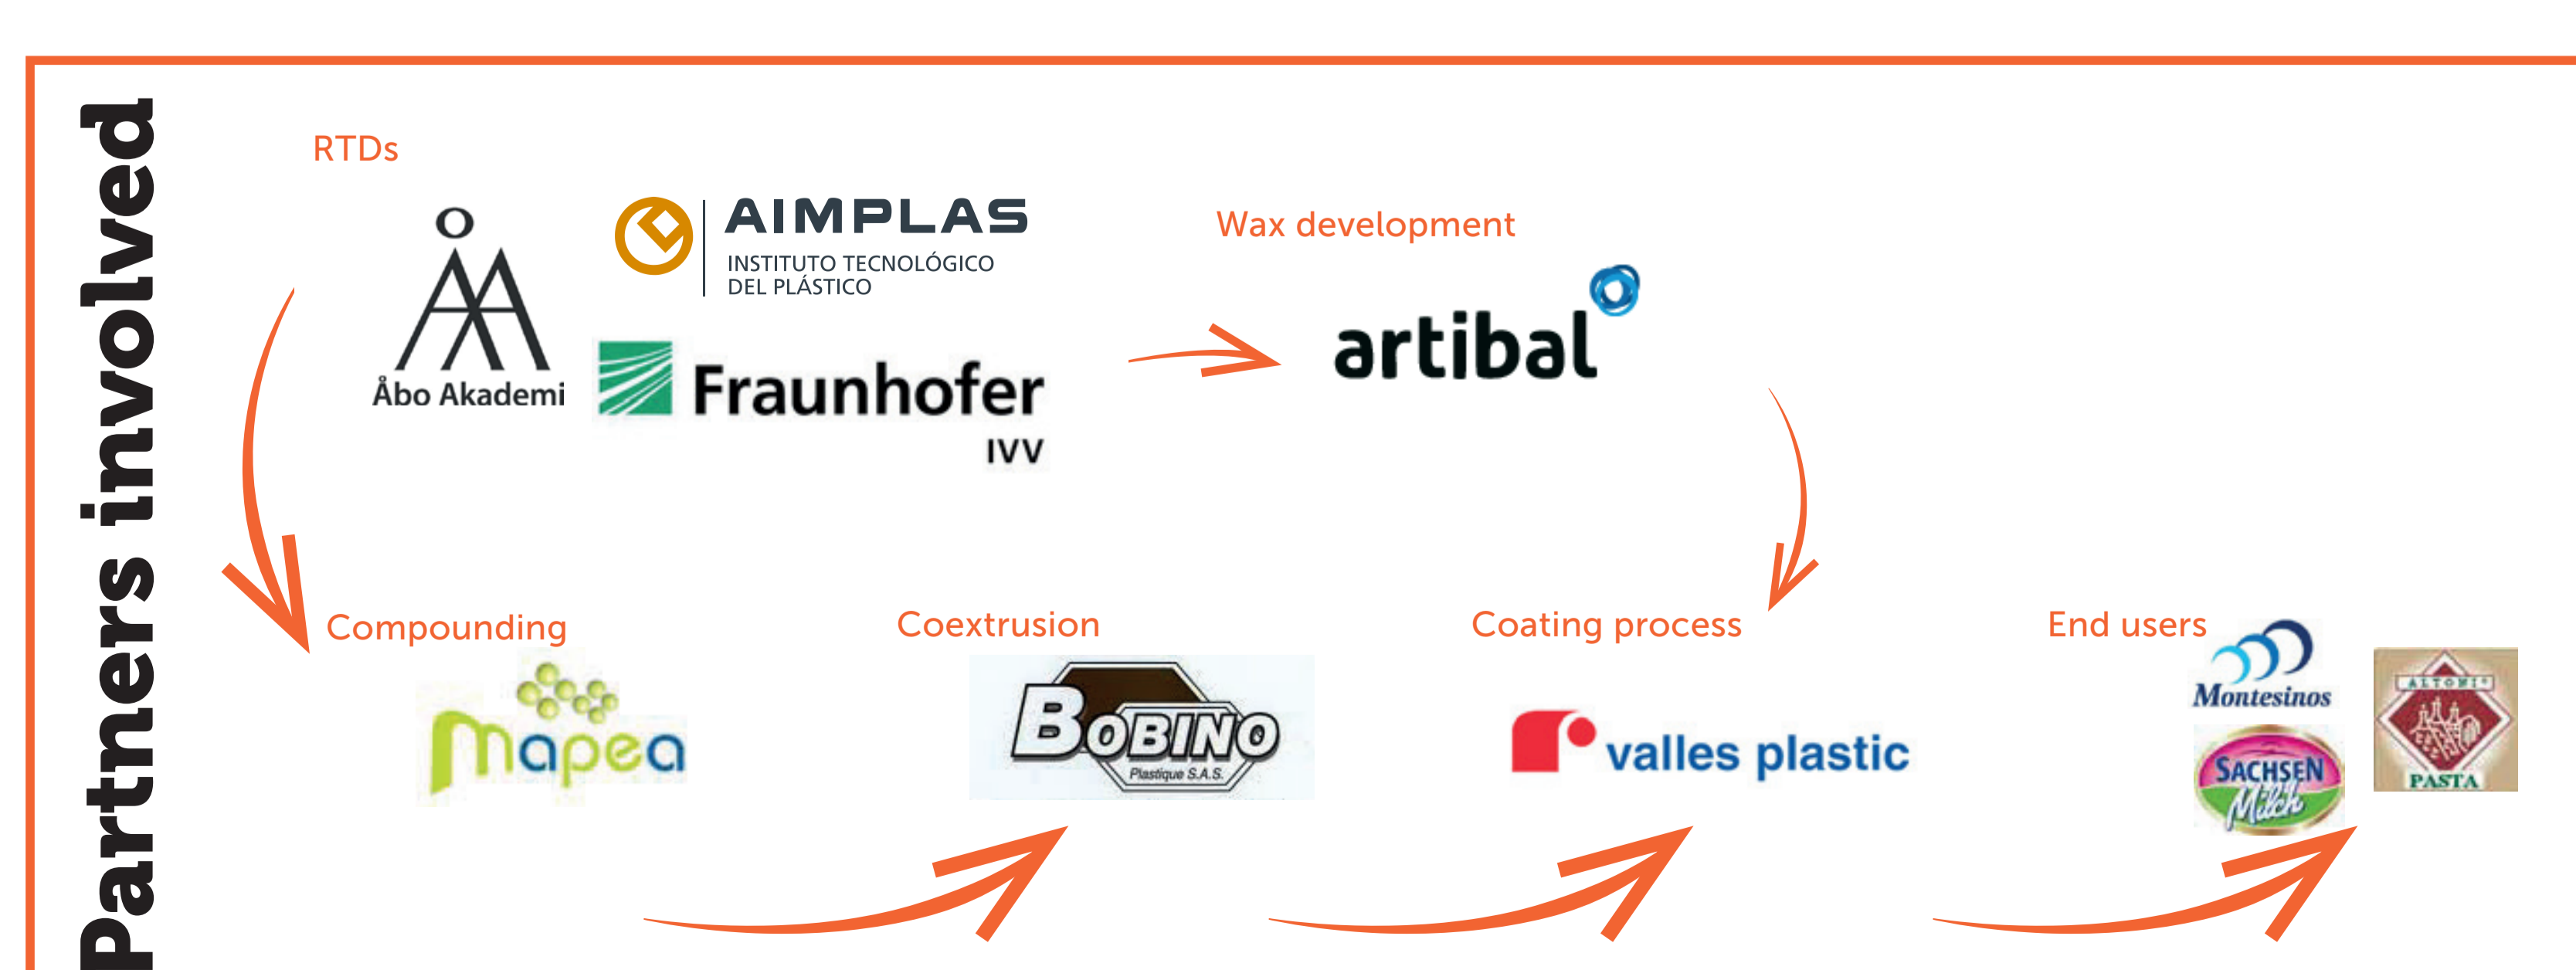 Partners involved
RTDs
Åbo Akademi
AIMPLAS
INSTITUTO TECNOLÓGICO
DEL PLÁSTICO
Fraunhofer
IVV
Wax development
artibal
Compounding
mapea
Coextrusion
BOBINO
Plastique S.A.S.
Coating process
valles plastic
End users
Montesinos
SACHSEN
Milch
ALTONI®
PASTA